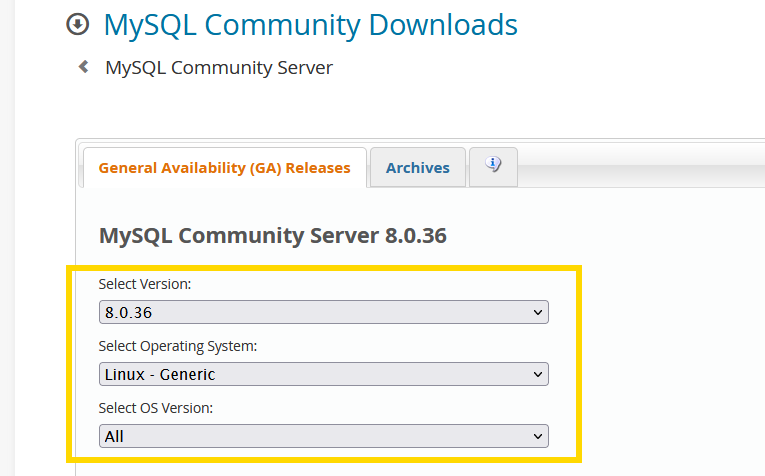 MySQL Community Downloads
MySQL Community Server
General Availability (GA) Releases
Archives
MySQL Community Server 8.0.36
Select Version:
8.0.36
Select Operating System:
Linux - Generic
Select OS Version:
All